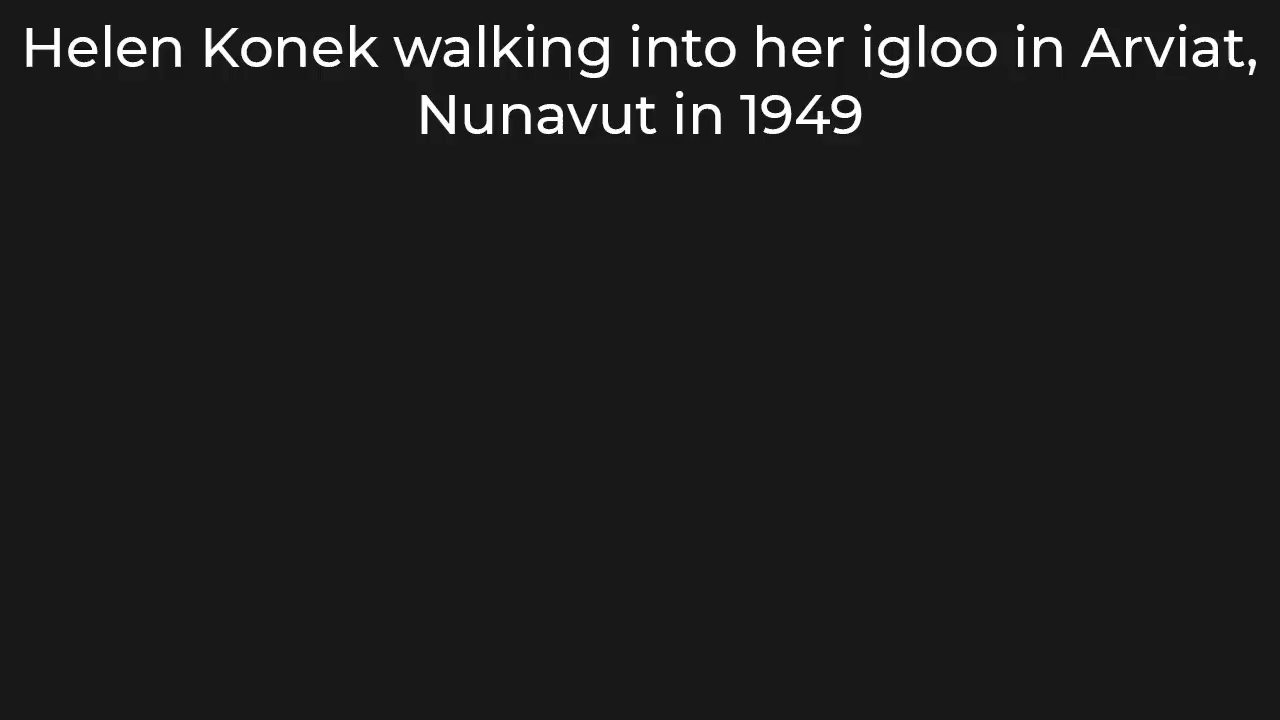 Helen Konek walking into her igloo in Arviat,
Nunavut in 1949